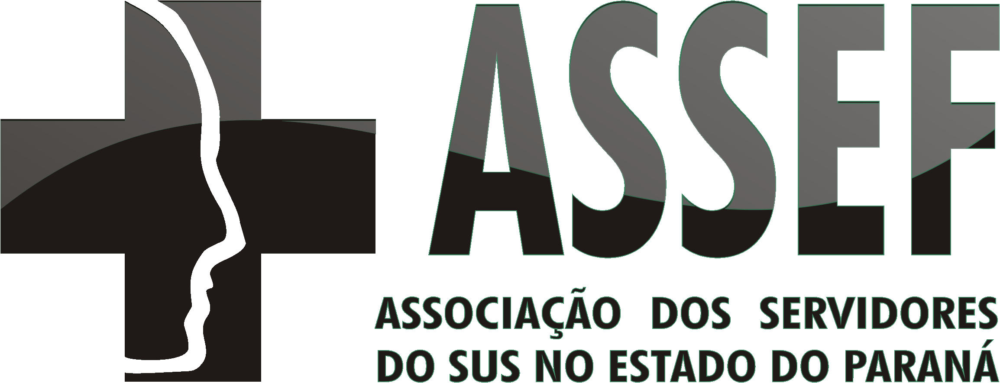 ASSEF
ASSOCIAÇÃO DOS SERVIDORES
DO SUS NO ESTADO DO PARANÁ